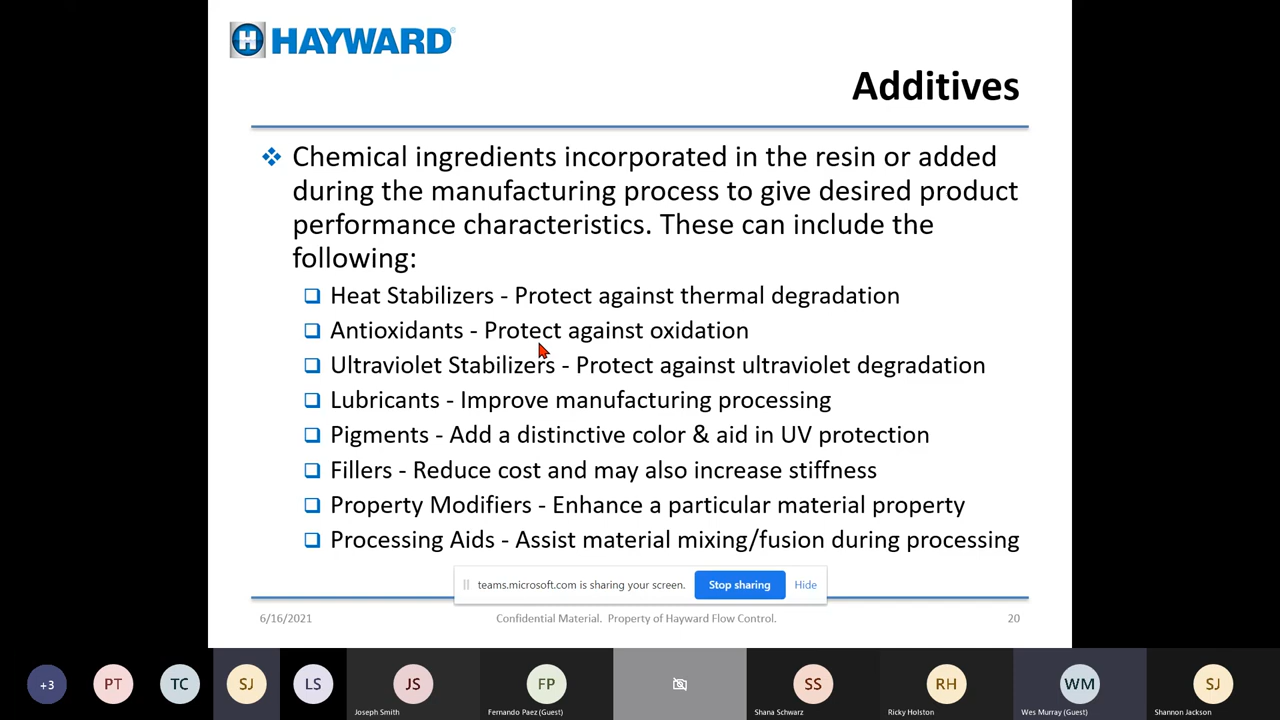 H HAYWARD®
Additives
Chemical ingredients incorporated in the resin or added
during the manufacturing process to give desired product
performance characteristics. These can include the
following:
Heat Stabilizers - Protect against thermal degradation
Antioxidants - Protect against oxidation
Ultraviolet Stabilizers - Protect against ultraviolet degradation
Lubricants - Improve manufacturing processing
Pigments - Add a distinctive color & aid in UV protection
Fillers - Reduce cost and may also increase stiffness
Property Modifiers - Enhance a particular material property
Processing Aids - Assist material mixing/fusion during processing
teams.microsoft.com is sharing your screen. Stop sharing Hide
6/16/2021 Confidential Material. Property of Hayward Flow Control. 20
+3 PT TC SJ LS JS FP SS RH WM SJ
Joseph Smith Fernando Paez (Guest) Shana Schwarz Ricky Holston Wes Murray (Guest) Shannon Jackson